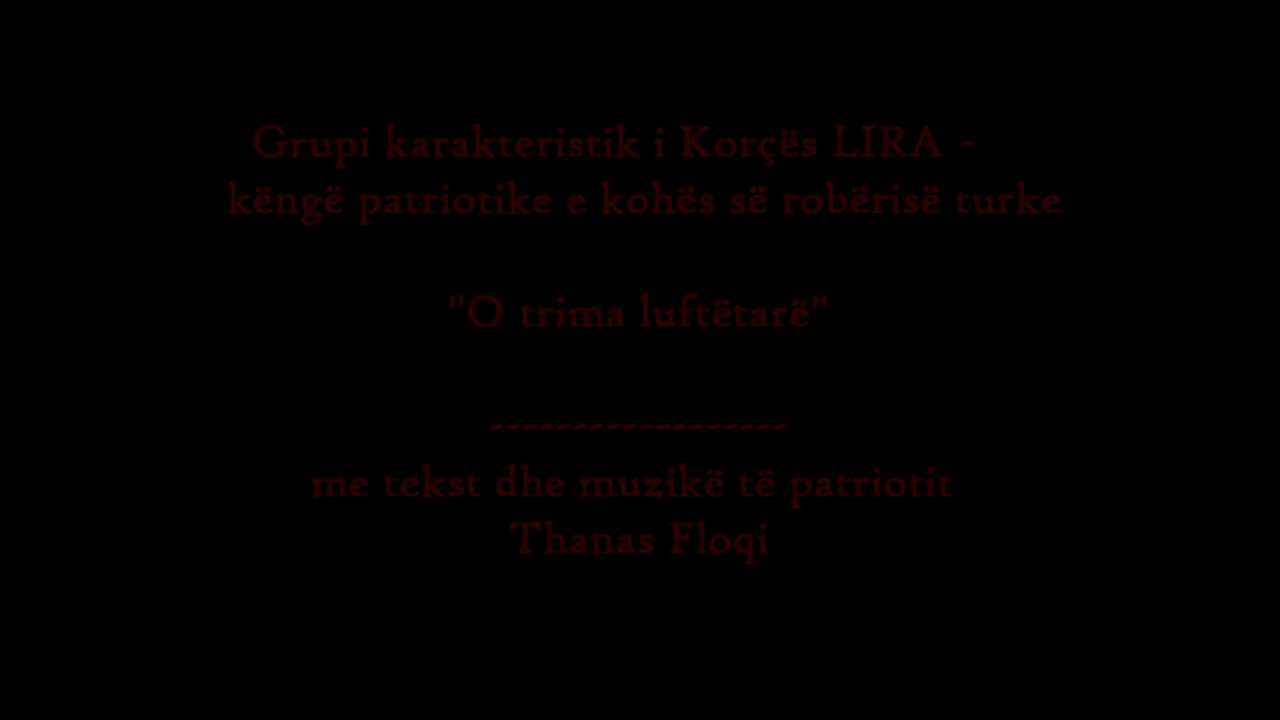 Grupi karakteristik i Korçës LIRA -
këngë patriotike e kohës së robërisë turke
"O trima luftëtarë"
------------------
me tekst dhe muzikë të patriotit
Thanas Floqi